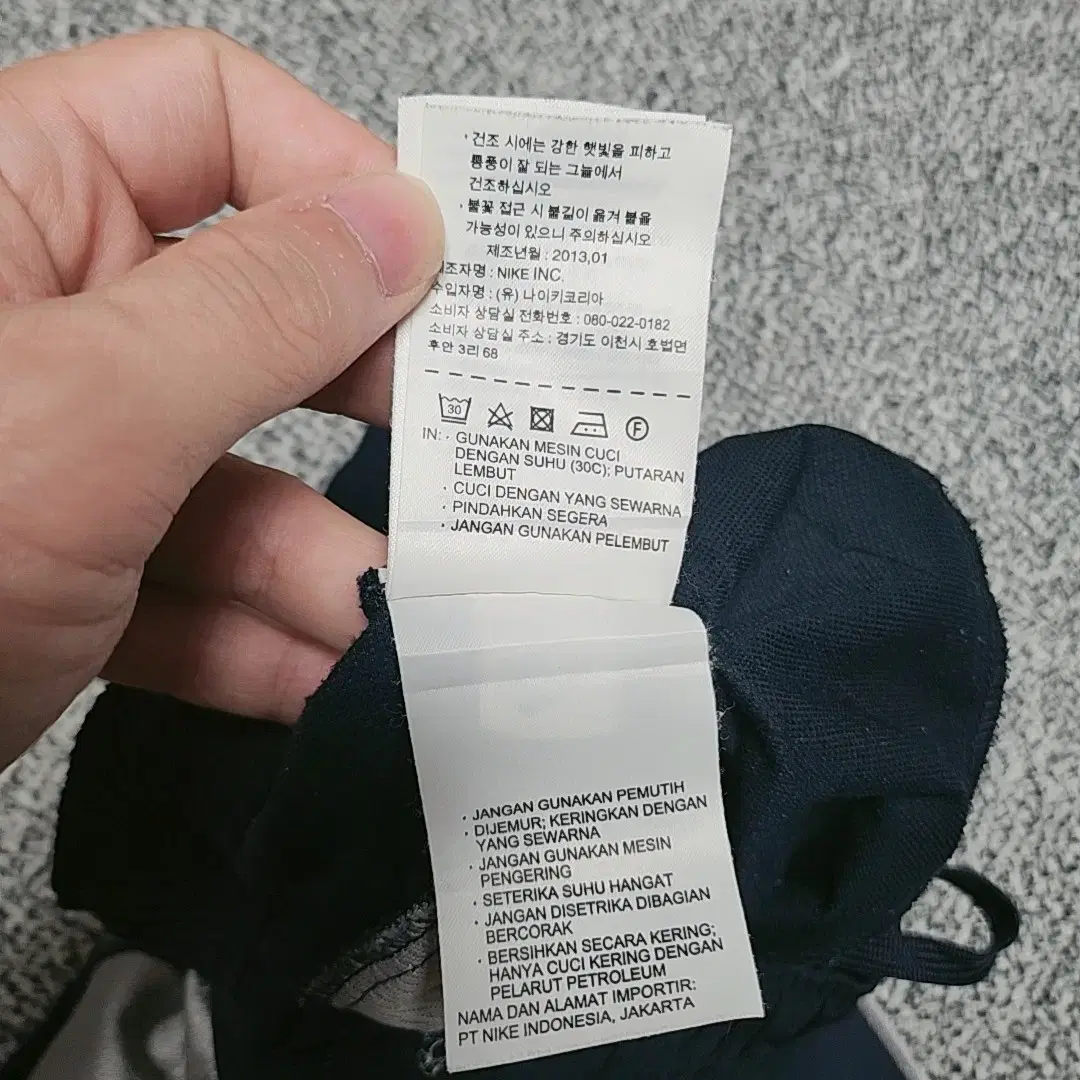 · 건조 시에는 강한 햇빛을 피하고
통풍이 잘 되는 그늘에서
건조하십시오
· 불꽃 접근 시 불길이 옮겨 붙을
가능성이 있으니 주의하십시오
제조년월 : 2013,01
조자명 : NIKE INC.
수입자명 : (유) 나이키코리아
소비자 상담실 전화번호 : 080-022-0182
소비자 상담실 주소 : 경기도 이천시 호법면
후안 3리 68
30 F
IN: · GUNAKAN MESIN CUCI
DENGAN SUHU (30C); PUTARAN
LEMBUT
· CUCI DENGAN YANG SEWARNA
· PINDAHKAN SEGERA
· JANGAN GUNAKAN PELEMBUT
· JANGAN GUNAKAN PEMUTIH
· DIJEMUR; KERINGKAN DENGAN
YANG SEWARNA
· JANGAN GUNAKAN MESIN
PENGERING
· SETERIKA SUHU HANGAT
· JANGAN DISETRIKA DIBAGIAN
BERCORAK
· BERSIHKAN SECARA KERING;
HANYA CUCI KERING DENGAN
PELARUT PETROLEUM
NAMA DAN ALAMAT IMPORTIR:
PT NIKE INDONESIA, JAKARTA